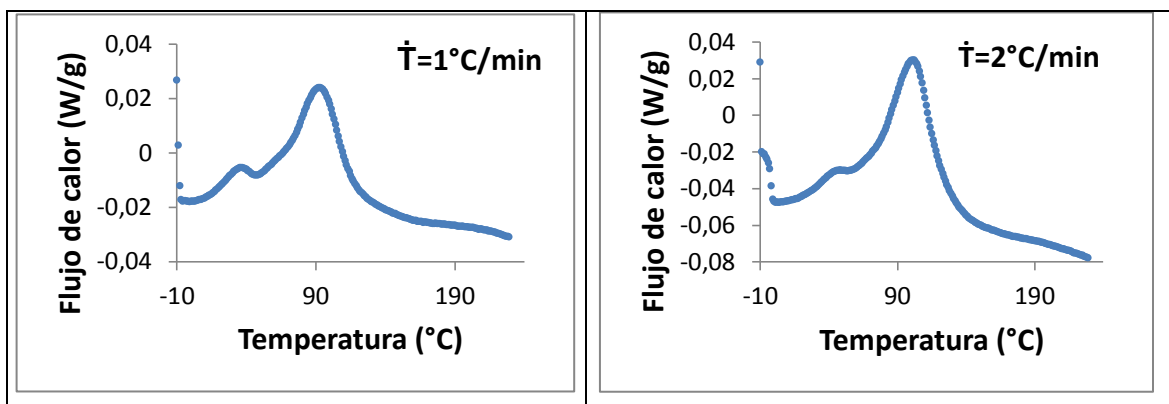 Ṫ=1°C/min
Flujo de calor (W/g)
0,04
0,02
0
-0,02
-0,04
-10 90 190
Temperatura (°C)
Ṫ=2°C/min
Flujo de calor (W/g)
0,04
0,02
0
-0,02
-0,04
-0,06
-0,08
-10 90 190
Temperatura (°C)